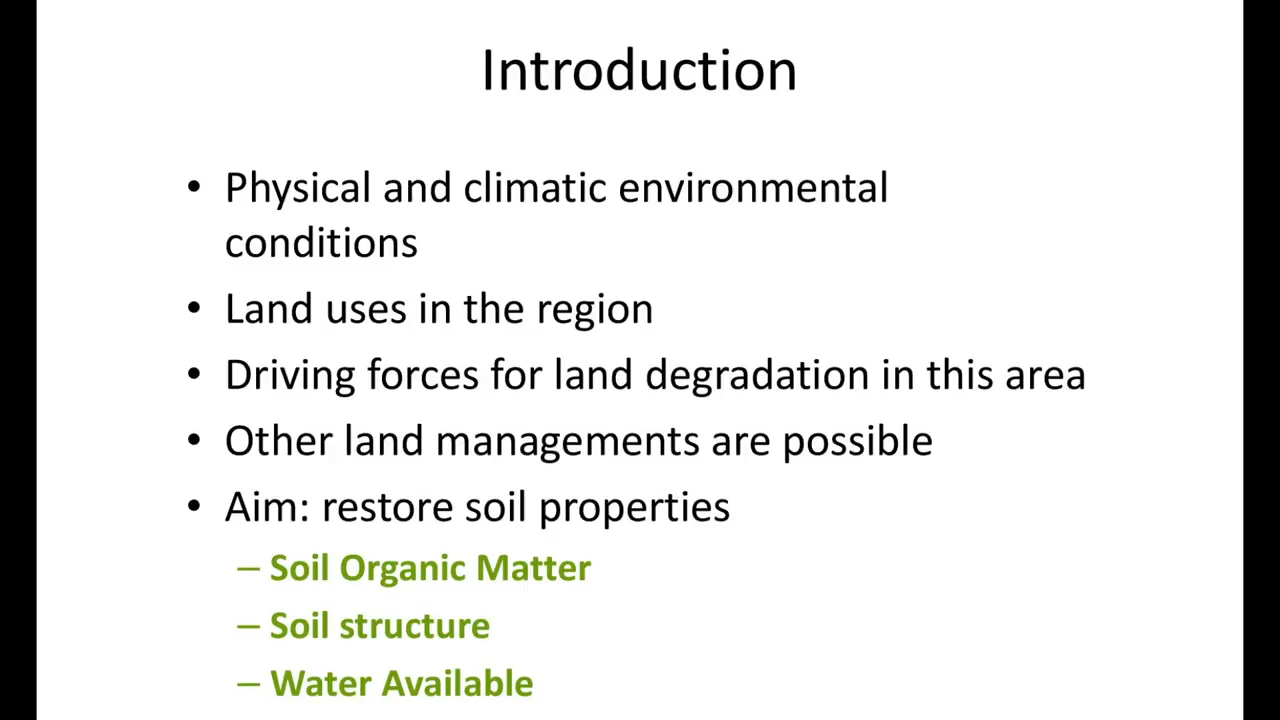 Introduction
• Physical and climatic environmental
conditions
• Land uses in the region
• Driving forces for land degradation in this area
• Other land managements are possible
• Aim: restore soil properties
– Soil Organic Matter
– Soil structure
– Water Available